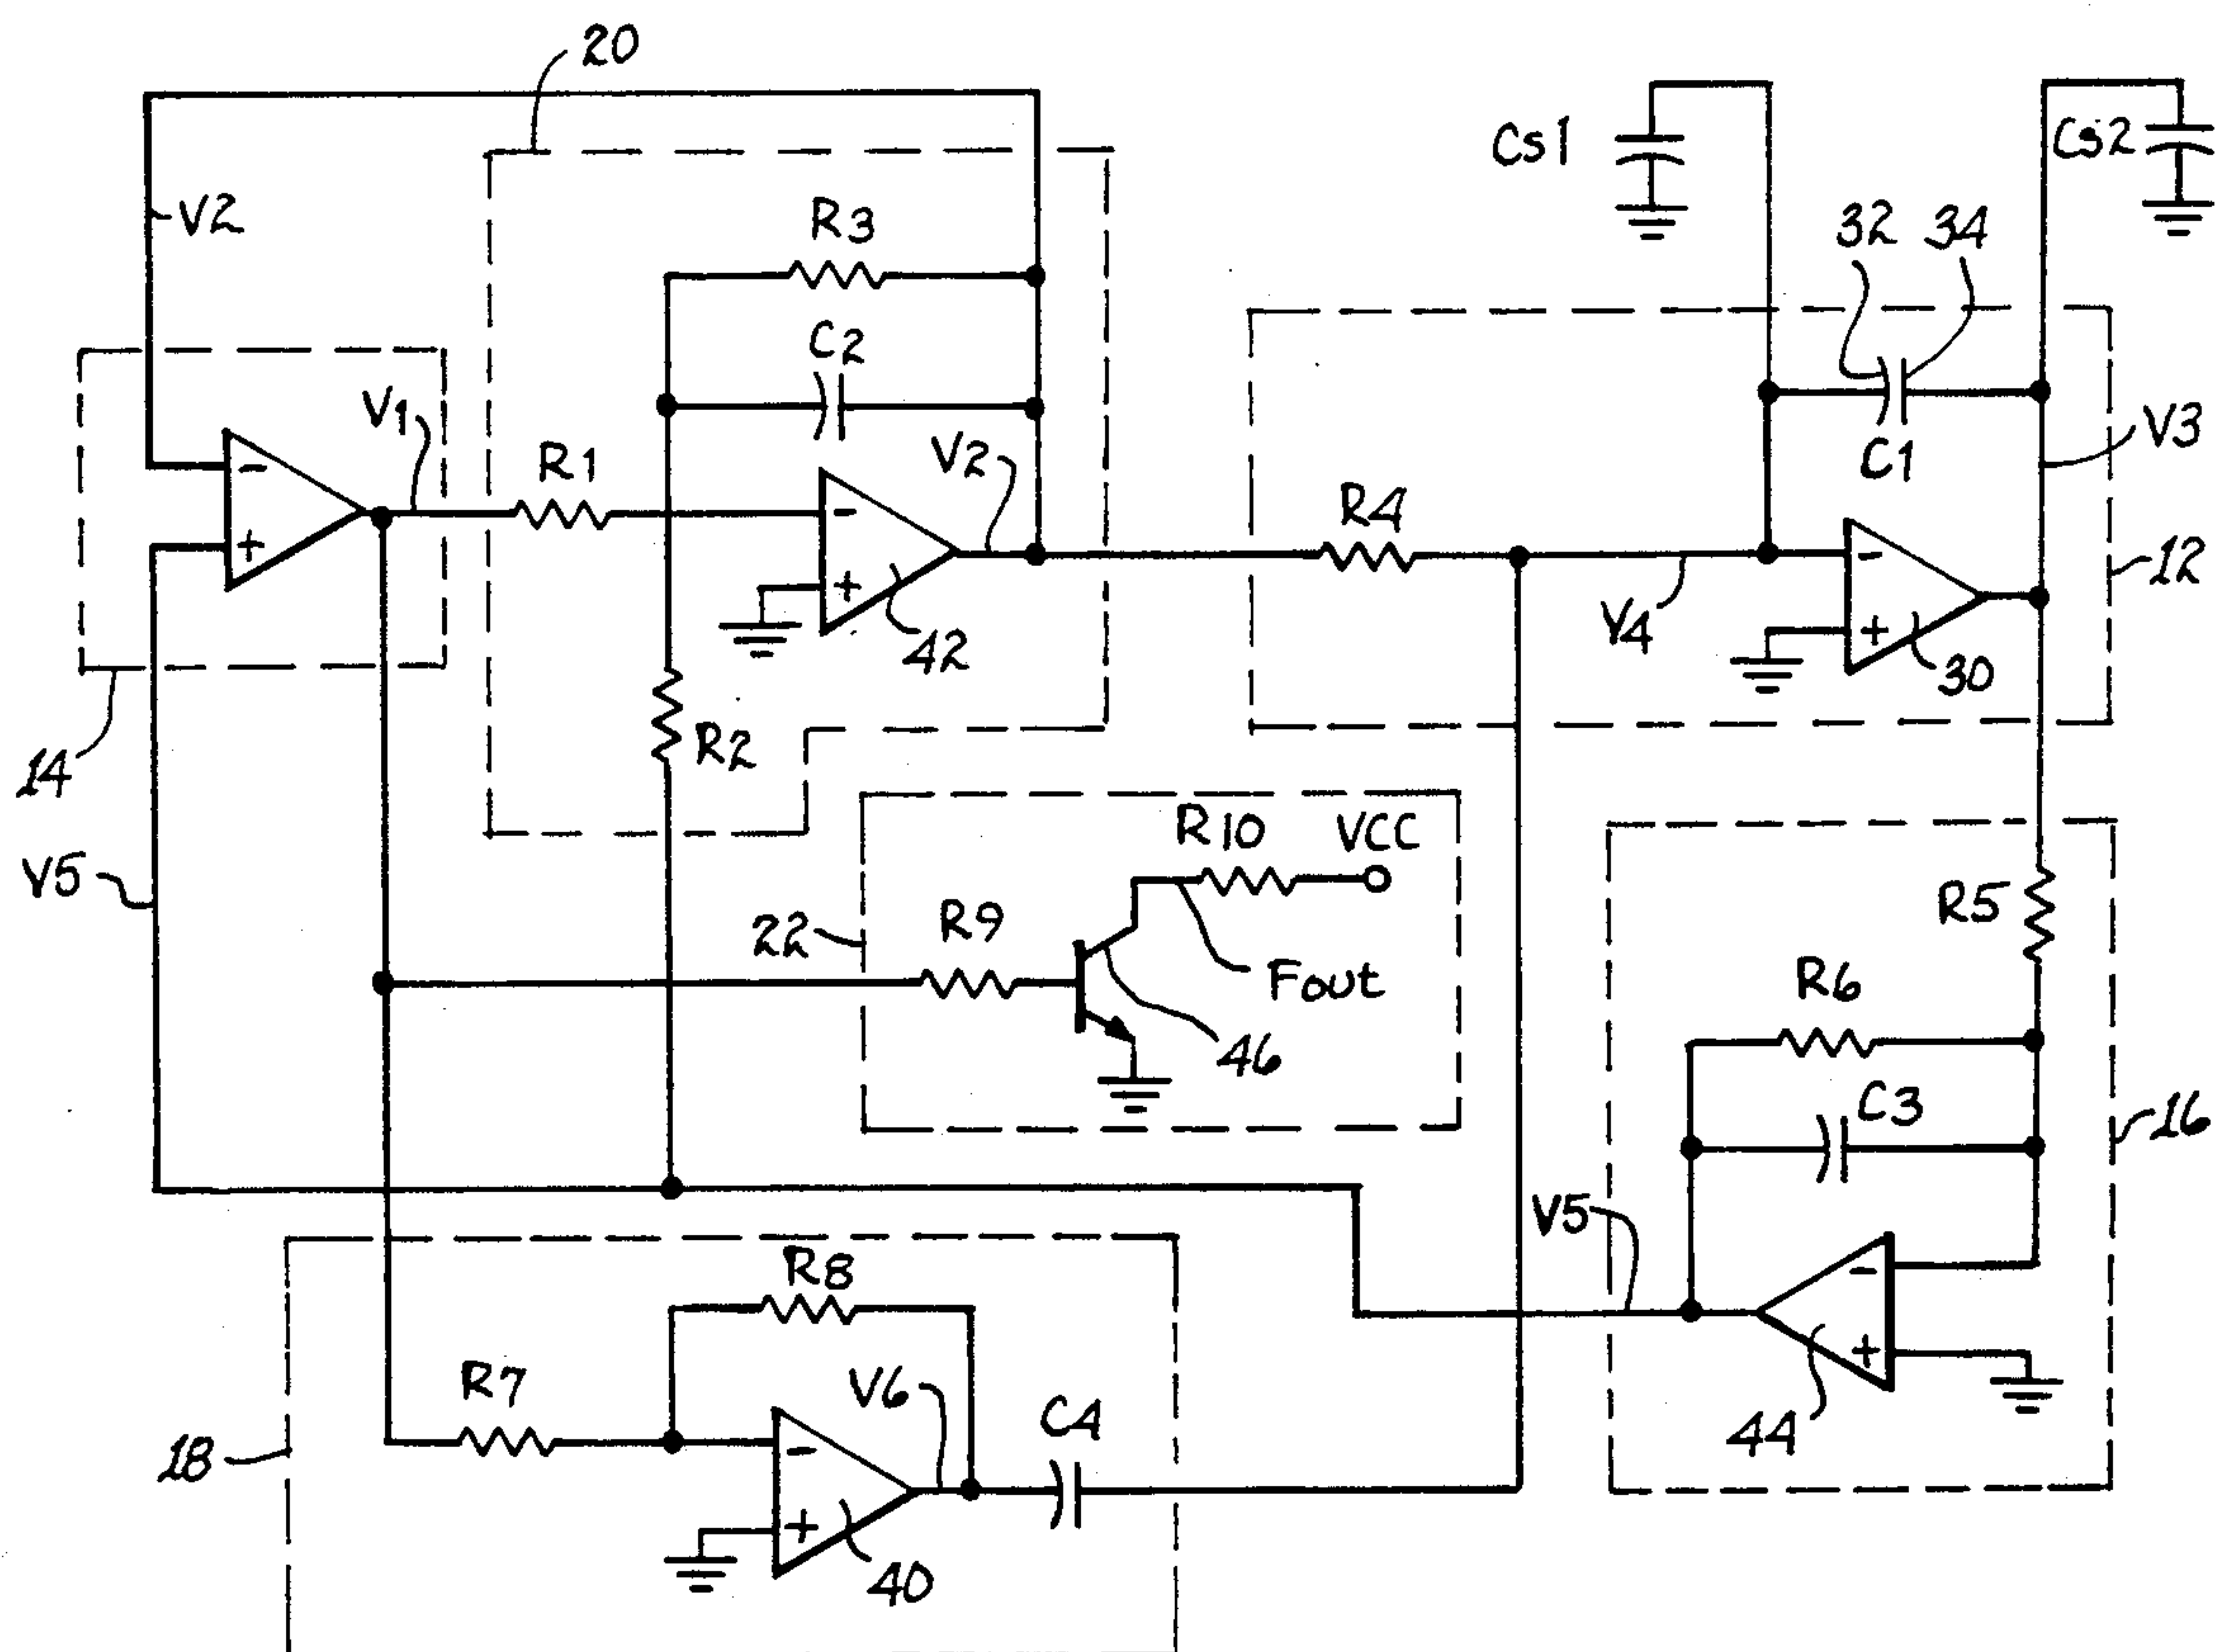 20
Cs1
Cs2
V2
R3
32
34
C2
V1
R1
V2
R4
C1
V3
-
+
-
+
-
+
12
42
V4
30
14
R2
R10
VCC
V5
22
R9
R5
Fout
R6
46
C3
16
V5
R8
-
+
R7
V6
C4
18
-
+
44
40